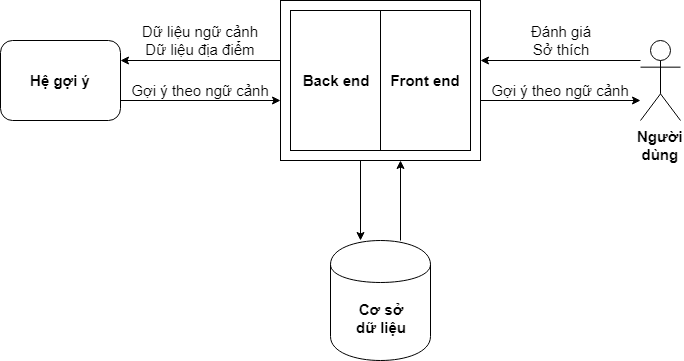 Dữ liệu ngữ cảnh
Dữ liệu địa điểm
Đánh giá
Sở thích
Hệ gợi ý
Back end
Front end
Gợi ý theo ngữ cảnh
Gợi ý theo ngữ cảnh
Người
dùng
Cơ sở
dữ liệu